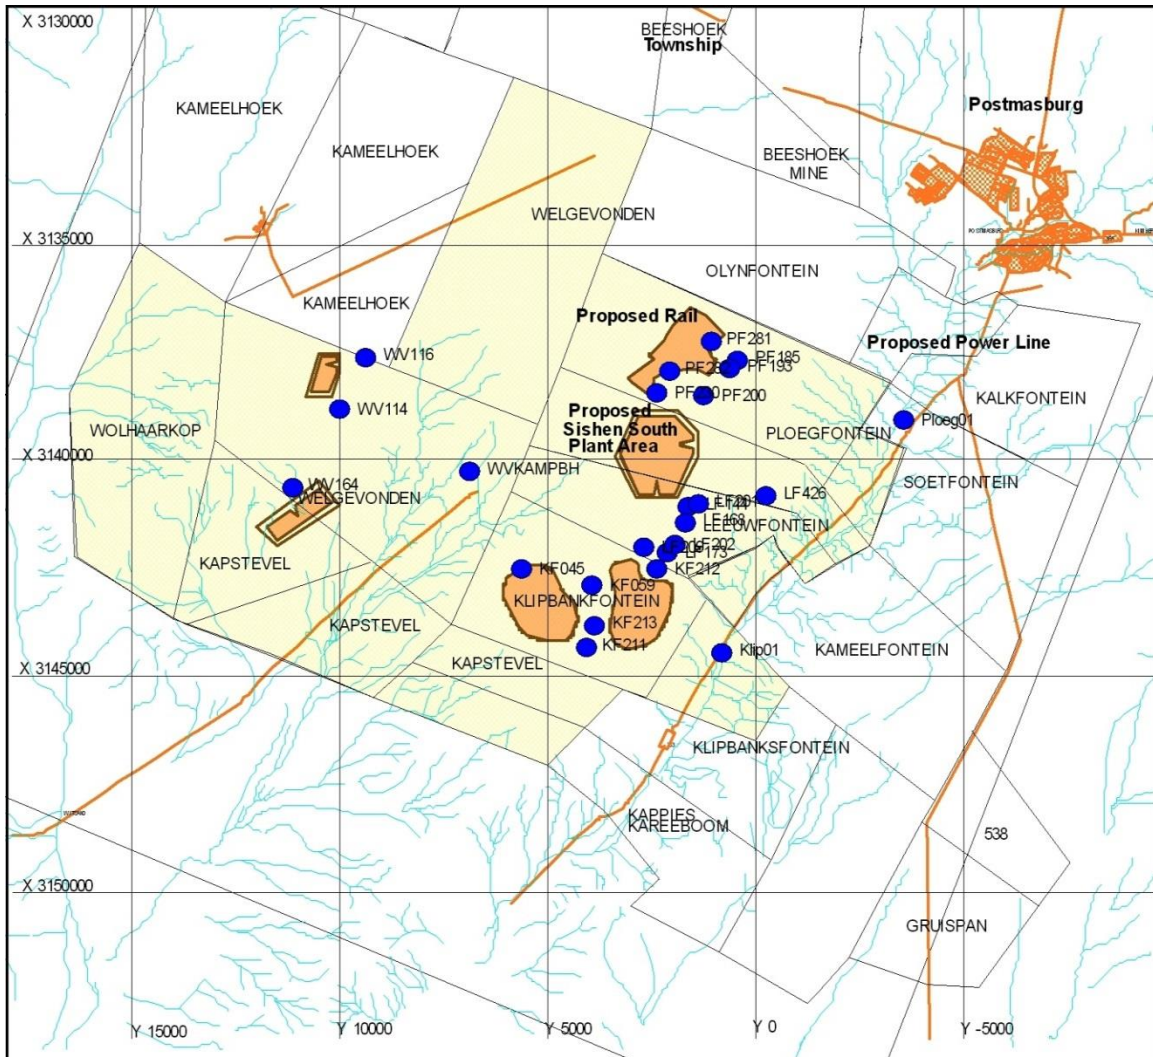 X 3130000
BEESHOEK
Township
KAMEELHOEK
Postmasburg
KAMEELHOEK
BEESHOEK
MINE
WELGEVONDEN
POSTMASBURG
X 3135000
OLYNFONTEIN
KAMEELHOEK
Proposed Rail
PF281
Proposed Power Line
WV116
PF185
PF193
PF200
KALKFONTEIN
WV114
Proposed
Sishen South
Plant Area
Ploeg01
WOLHAARKOP
PLOEGFONTEIN
X 3140000
WVKAMPBH
SOETFONTEIN
WV164
WELGEVONDEN
LF426
LF168
LEEUWFONTEIN
LF202
LF173
KAPSTEVEL
KF045
KF212
KF059
KLIPBANKFONTEIN
KAPSTEVEL
KF213
KF211
Klip01
KAMEELFONTEIN
KAPSTEVEL
X 3145000
KLIPBANKSFONTEIN
KAPPIES
KAREEBOOM
538
X 3150000
GRUISPAN
Y 15000
Y 10000
Y 5000
Y 0
Y -5000